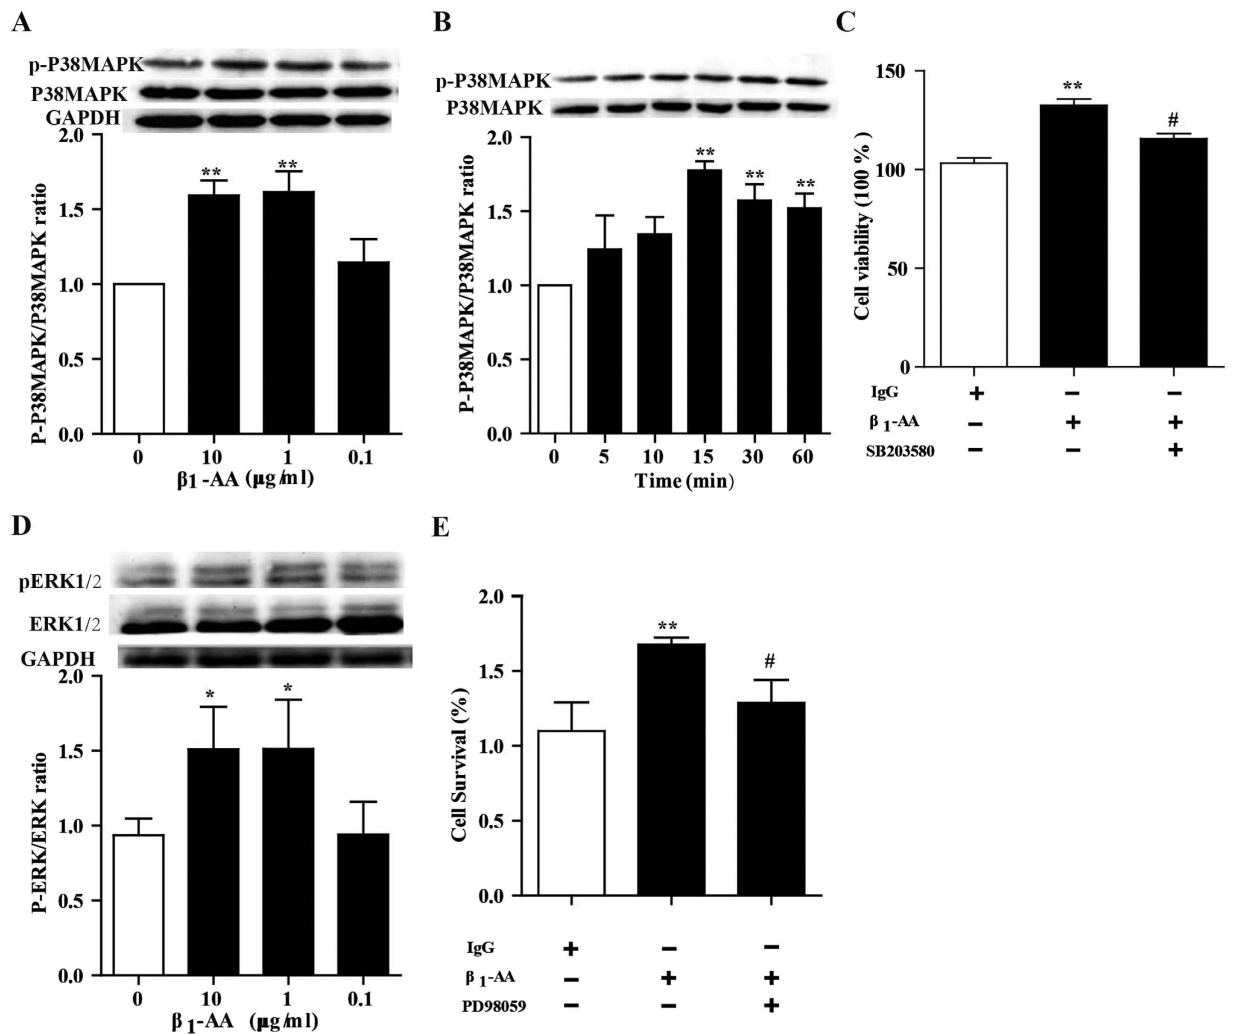 A
p-P38MAPK
P38MAPK
GAPDH
2.0
1.5
1.0
0.5
0.0
P-P38MAPK/P38MAPK ratio
**
**
0 10 1 0.1
β1-AA (μg/ml)
B
p-P38MAPK
P38MAPK
2.0
1.5
1.0
0.5
0.0
P-P38MAPK/P38MAPK ratio
**
**
**
0 5 10 15 30 60
Time (min)
C
150
100
50
0
Cell viability (100 %)
**
#
IgG + − −
β1-AA − + +
SB203580 − − +
D
pERK1/2
ERK1/2
GAPDH
2.0
1.5
1.0
0.5
0.0
P-ERK/ERK ratio
*
*
0 10 1 0.1
β1-AA (μg/ml)
E
2.0
1.5
1.0
0.5
0.0
Cell Survival (%)
**
#
IgG + − −
β1-AA − + +
PD98059 − − +